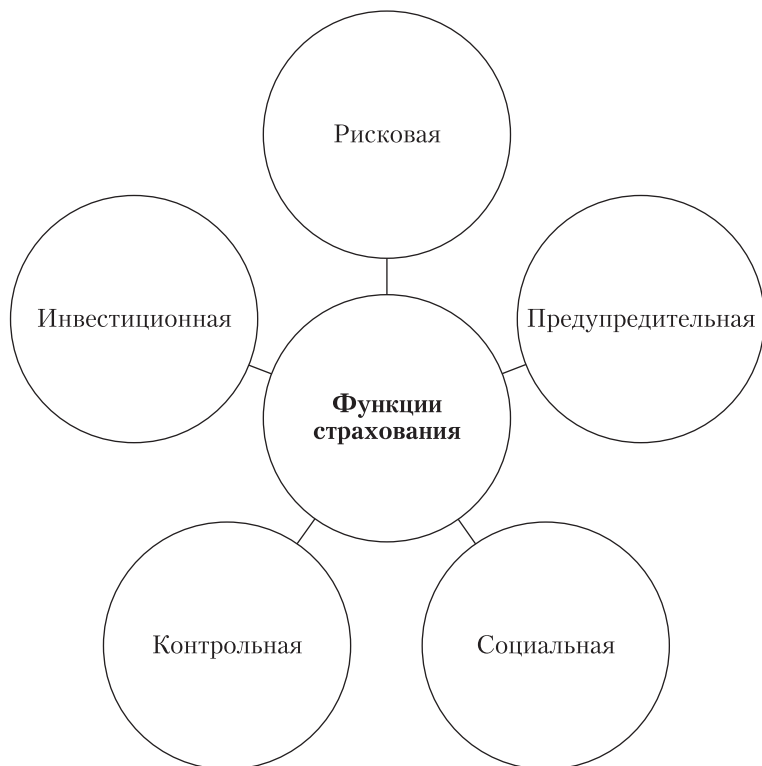 Рисковая
Инвестиционная
Предупредительная
Функции
страхования
Контрольная
Социальная